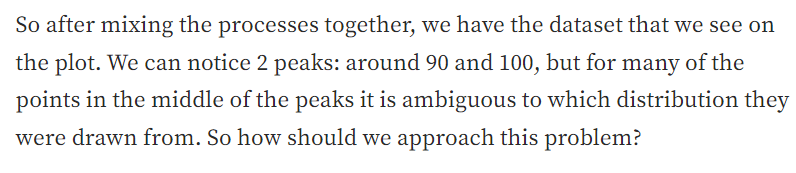 So after mixing the processes together, we have the dataset that we see on
the plot. We can notice 2 peaks: around 90 and 100, but for many of the
points in the middle of the peaks it is ambiguous to which distribution they
were drawn from. So how should we approach this problem?